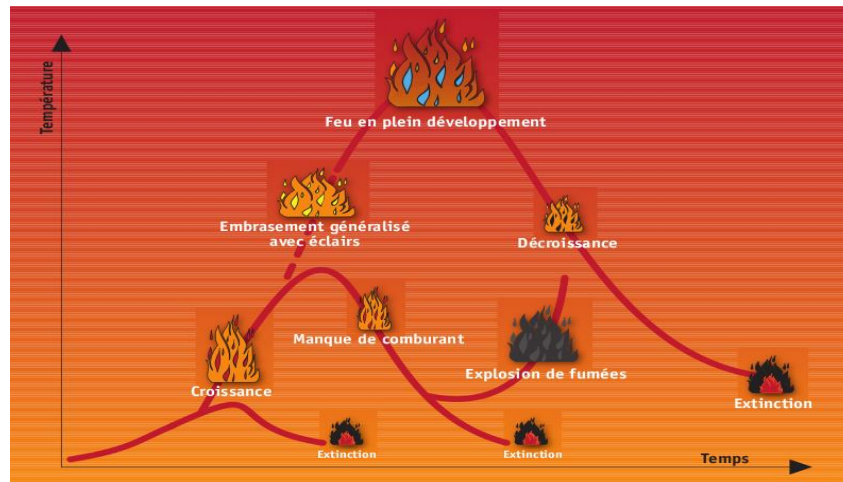 Température
Feu en plein développement
Embrasement généralisé
avec éclairs
Décroissance
Manque de comburant
Explosion de fumées
Croissance
Extinction
Extinction
Extinction
Temps